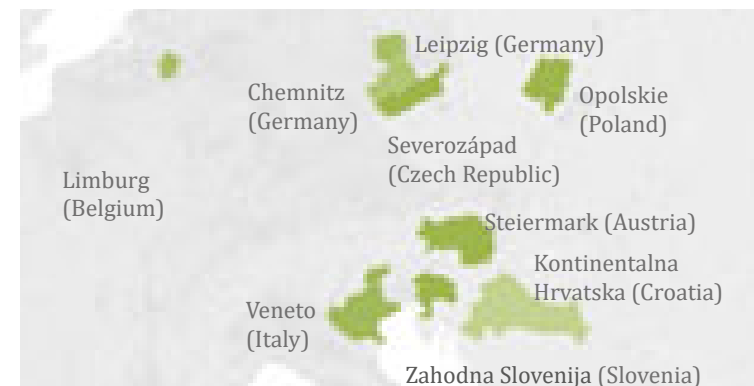 Leipzig (Germany)
Chemnitz
(Germany)
Opolskie
(Poland)
Severozápad
(Czech Republic)
Limburg
(Belgium)
Steiermark (Austria)
Kontinentalna
Hrvatska (Croatia)
Veneto
(Italy)
Zahodna Slovenija (Slovenia)